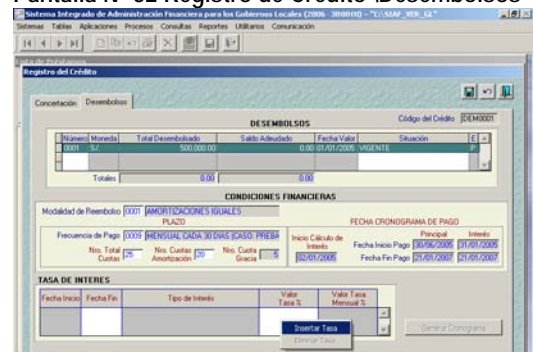 Pantalla N° 02 Registro de Crédito \Desembolsos
Sistema Integrado de Administración Financiera para los Gobiernos Locales (2006 300000) - "C:\SIAF_VER_GL"
Sistemas Tablas Aplicaciones Procesos Consultas Reportes Utilitarios Comunicación
Lista de Préstamos
Registro del Crédito
Concertación Desembolsos
DESEMBOLSOS
Código del Crédito DEM0001
Número Moneda Total Desembolsado Saldo Adeudado Fecha Valor Situación E
0001 S/. 500,000.00 0.00 01/01/2005 VIGENTE P
Totales 0.00 0.00
CONDICIONES FINANCIERAS
Modalidad de Reembolso 0001 AMORTIZACIONES IGUALES
PLAZO
FECHA CRONOGRAMA DE PAGO
Frecuencia de Pago 0009 MENSUAL CADA 30 DIAS (CASO: PREBA
Inicio Cálculo de Interés
Principal Interés
Fecha Inicio Pago 30/06/2005 31/01/2005
Nro. Total Cuotas 25 Nro. Cuotas Amortización 20 Nro. Cuota Gracia 5
02/01/2005
Fecha Fin Pago 21/01/2007 21/01/2007
TASA DE INTERES
Fecha Inicio Fecha Fin Tipo de Interés Valor Tasa % Valor Tasa Mensual %
Insertar Tasa
Eliminar Tasa
Generar Cronograma